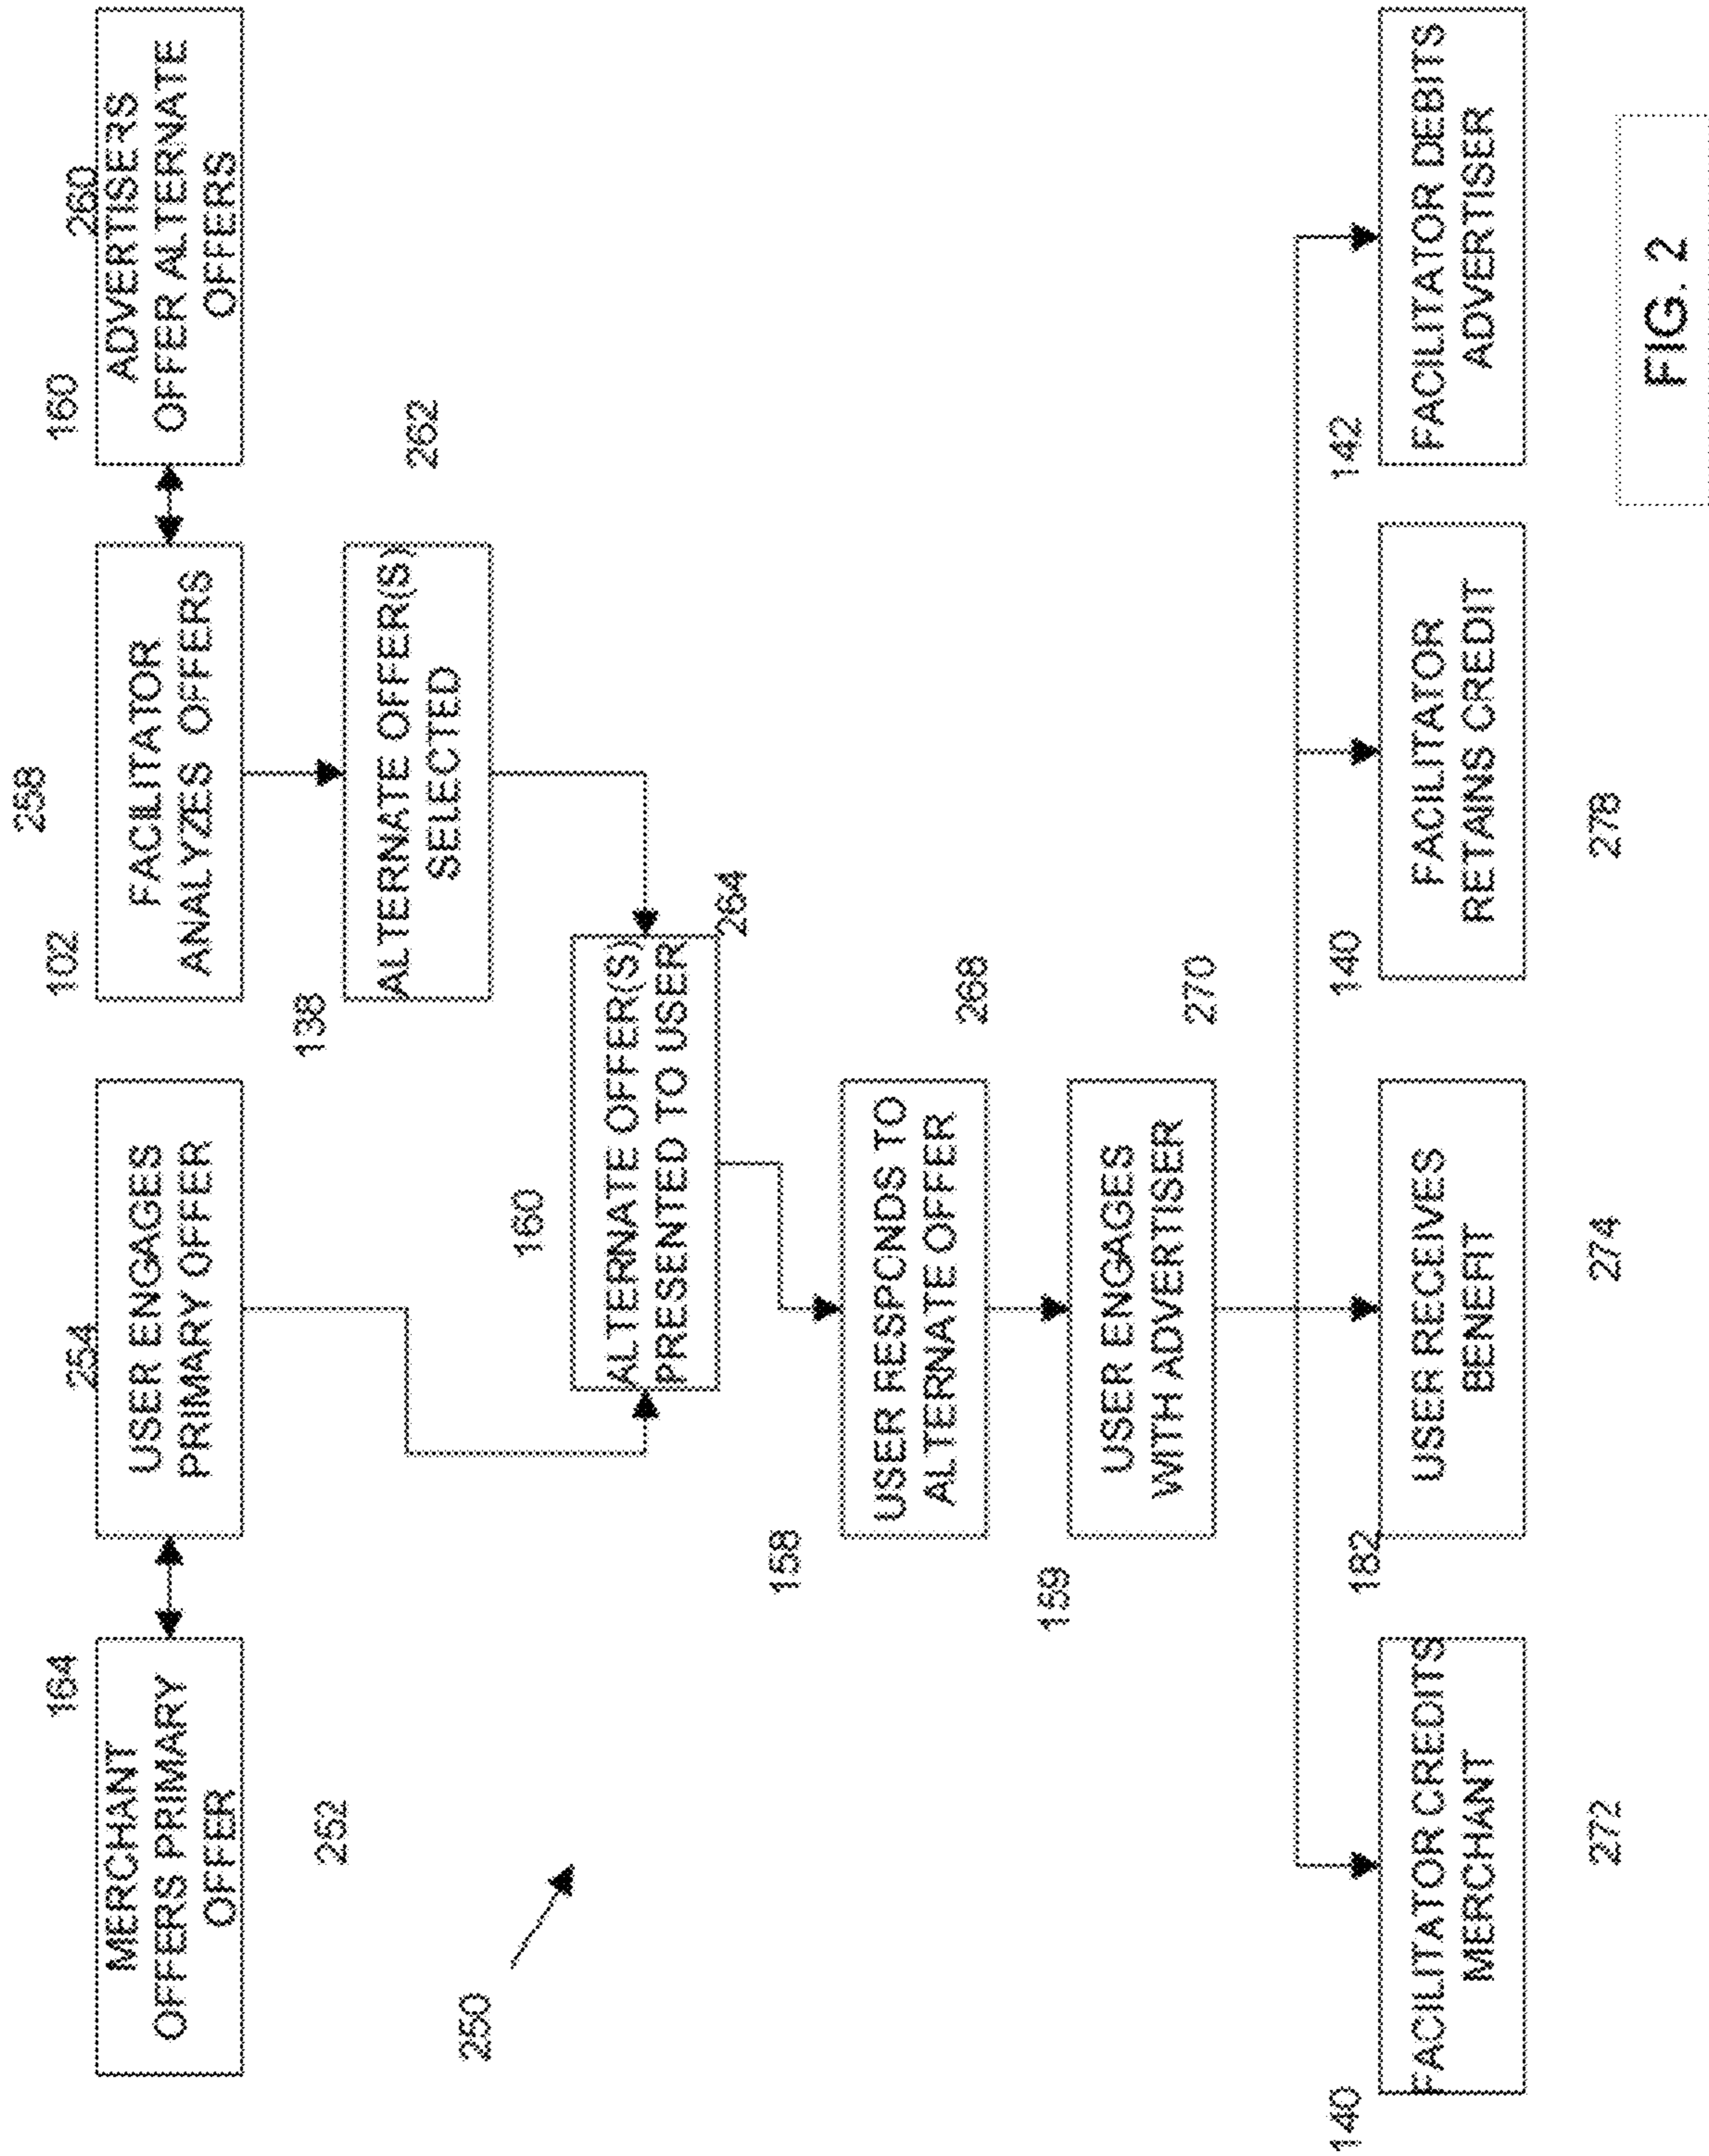 164
MERCHANT
OFFERS PRIMARY
OFFER
252
254
USER ENGAGES
PRIMARY OFFER
258
102
FACILITATOR
ANALYZES OFFERS
160
260
ADVERTISERS
OFFER ALTERNATE
OFFERS
138
ALTERNATE OFFER(S)
SELECTED
262
250
160
ALTERNATE OFFER(S)
PRESENTED TO USER
264
158
USER RESPONDS TO
ALTERNATE OFFER
268
159
USER ENGAGES
WITH ADVERTISER
270
140
FACILITATOR CREDITS
MERCHANT
272
182
USER RECEIVES
BENEFIT
274
140
FACILITATOR
RETAINS CREDIT
278
142
FACILITATOR DEBITS
ADVERTISER
FIG. 2